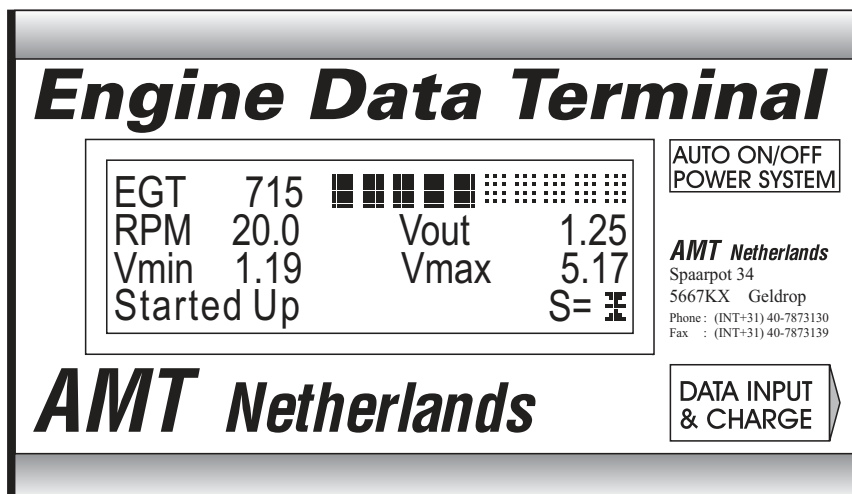 Engine Data Terminal
EGT 715
RPM 20.0 Vout 1.25
Vmin 1.19 Vmax 5.17
Started Up S=
AUTO ON/OFF
POWER SYSTEM
AMT Netherlands
Spaarpot 34
5667KX Geldrop
Phone : (INT+31) 40-7873130
Fax : (INT+31) 40-7873139
AMT Netherlands
DATA INPUT
& CHARGE